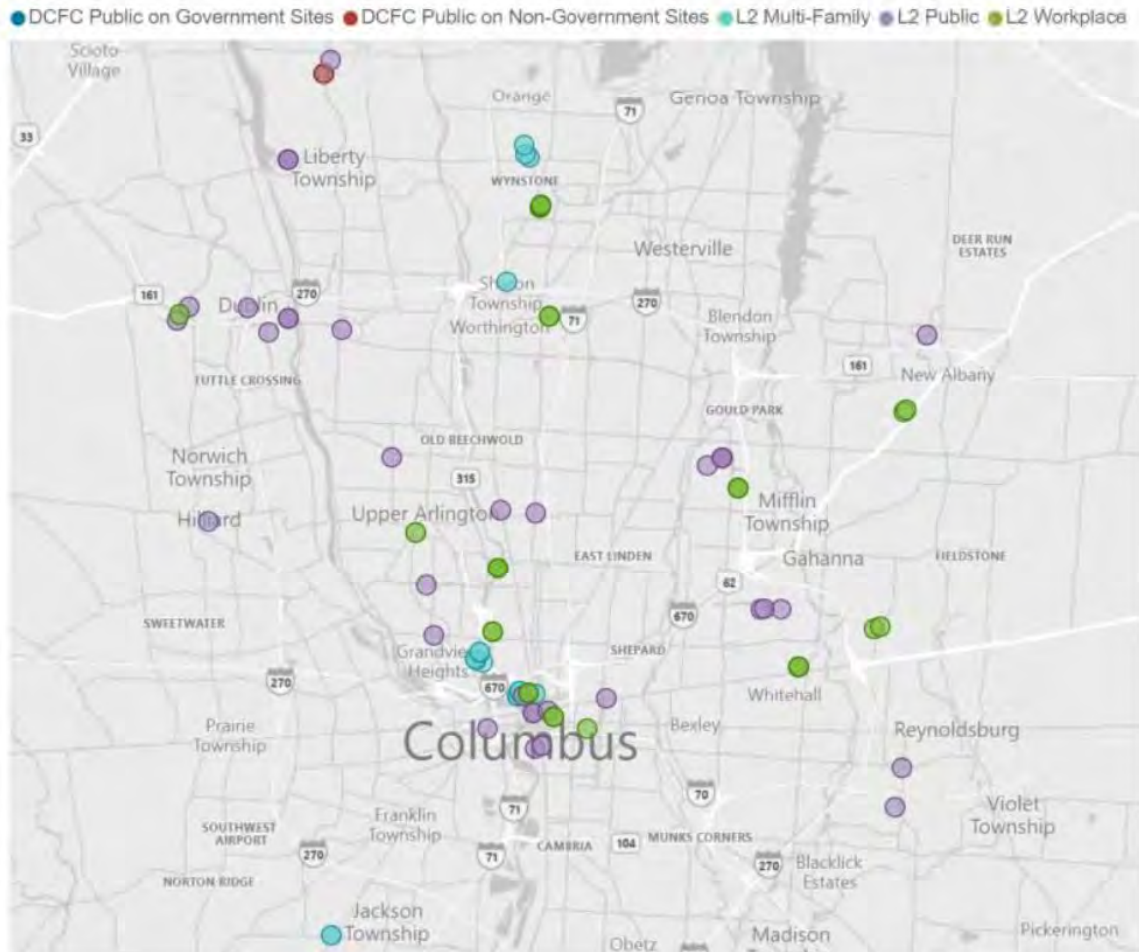 DCFC Public on Government Sites DCFC Public on Non-Government Sites L2 Multi-Family L2 Public L2 Workplace
Scioto
Village
Orange
Genoa Township
71
33
Liberty
Township
WYNSTONE
Westerville
DEER RUN
ESTATES
161
270
Dublin
Township
Worthington
71
270
Blendon
Township
161
New Albany
TUTTLE CROSSING
GOULD PARK
OLD BEECHWOLD
315
Norwich
Township
Hilliard
Upper Arlington
Mifflin
Township
EAST LINDEN
Gahanna
FIELDSTONE
62
670
SWEETWATER
SHEPARD
Grandview
Heights
270
670
Whitehall
Prairie
Township
Columbus
Bexley
Reynoldsburg
70
71
Franklin
Township
Violet
Township
SOUTHWEST
AIRPORT
270
71
CAMBRIA
104
MUNKS CORNERS
270
Blacklick
Estates
NORTON RIDGE
Jackson
Township
Obetz
Madison
Pickerington